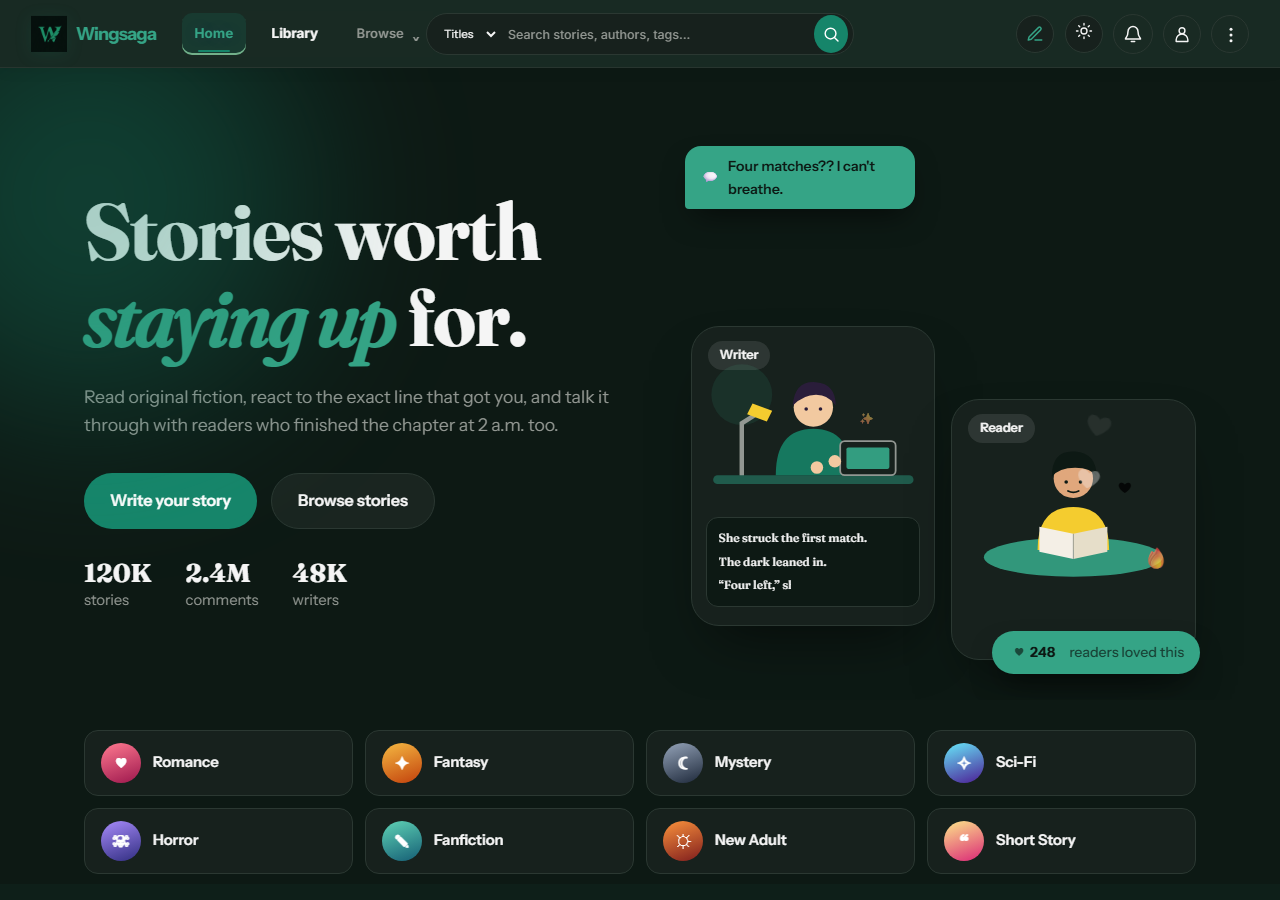 W Wingsaga Home Library Browse Titles Search stories, authors, tags...
Four matches?? I can't
breathe.
Stories worth
staying up for.
Read original fiction, react to the exact line that got you, and talk it
through with readers who finished the chapter at 2 a.m. too.
Write your story Browse stories
120K 2.4M 48K
stories comments writers
Writer
She struck the first match.
The dark leaned in.
“Four left,” sl
Reader
248 readers loved this
Romance Fantasy Mystery Sci-Fi
Horror Fanfiction New Adult Short Story